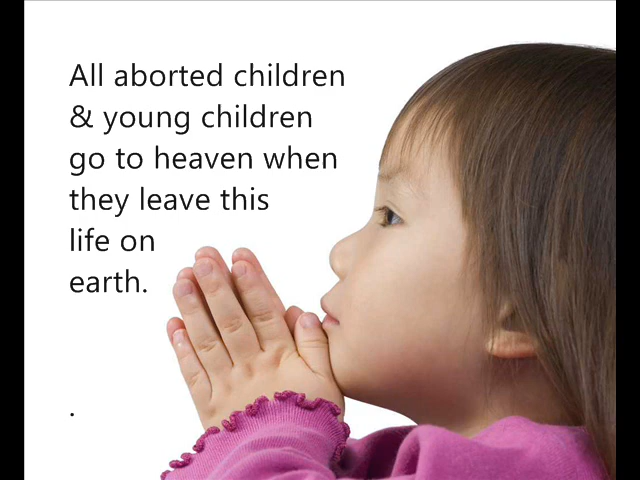 All aborted children
& young children
go to heaven when
they leave this
life on
earth.
.